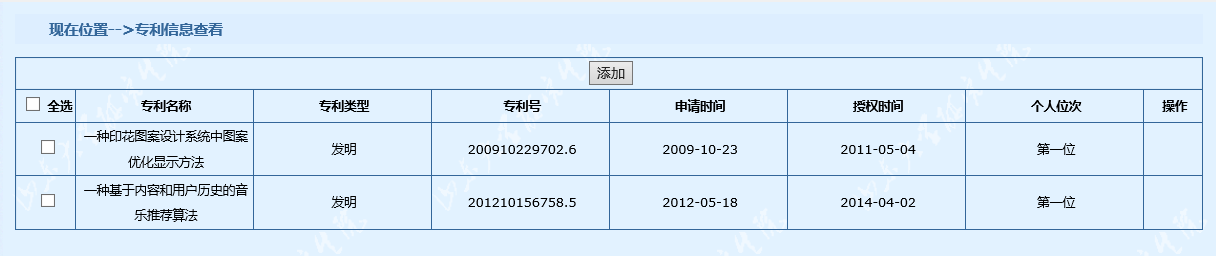 现在位置-->专利信息查看
添加
全选 专利名称 专利类型 专利号 申请时间 授权时间 个人位次 操作
一种印花图案设计系统中图案
优化显示方法
发明 200910229702.6 2009-10-23 2011-05-04 第一位
一种基于内容和用户历史的音
乐推荐算法
发明 201210156758.5 2012-05-18 2014-04-02 第一位